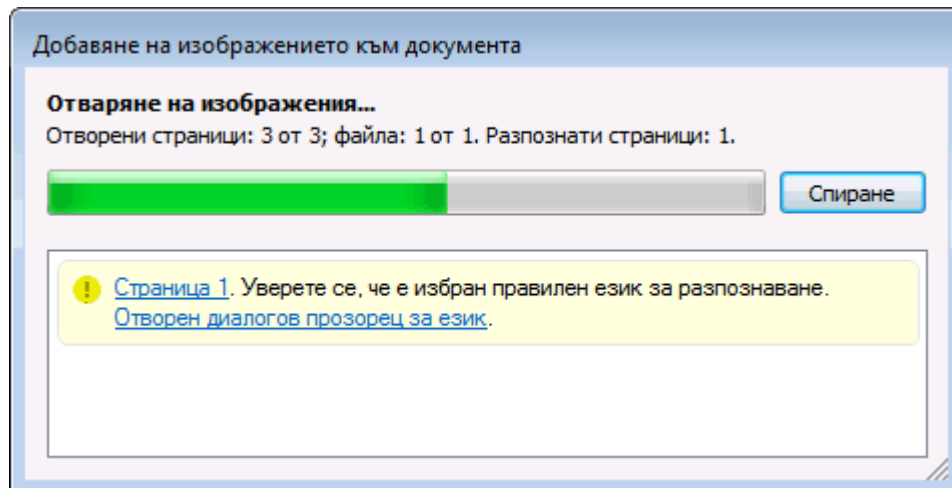 Добавяне на изображението към документа
Отваряне на изображения...
Отворени страници: 3 от 3; файла: 1 от 1. Разпознати страници: 1.
Спиране
Страница 1. Уверете се, че е избран правилен език за разпознаване.
Отворен диалогов прозорец за език.